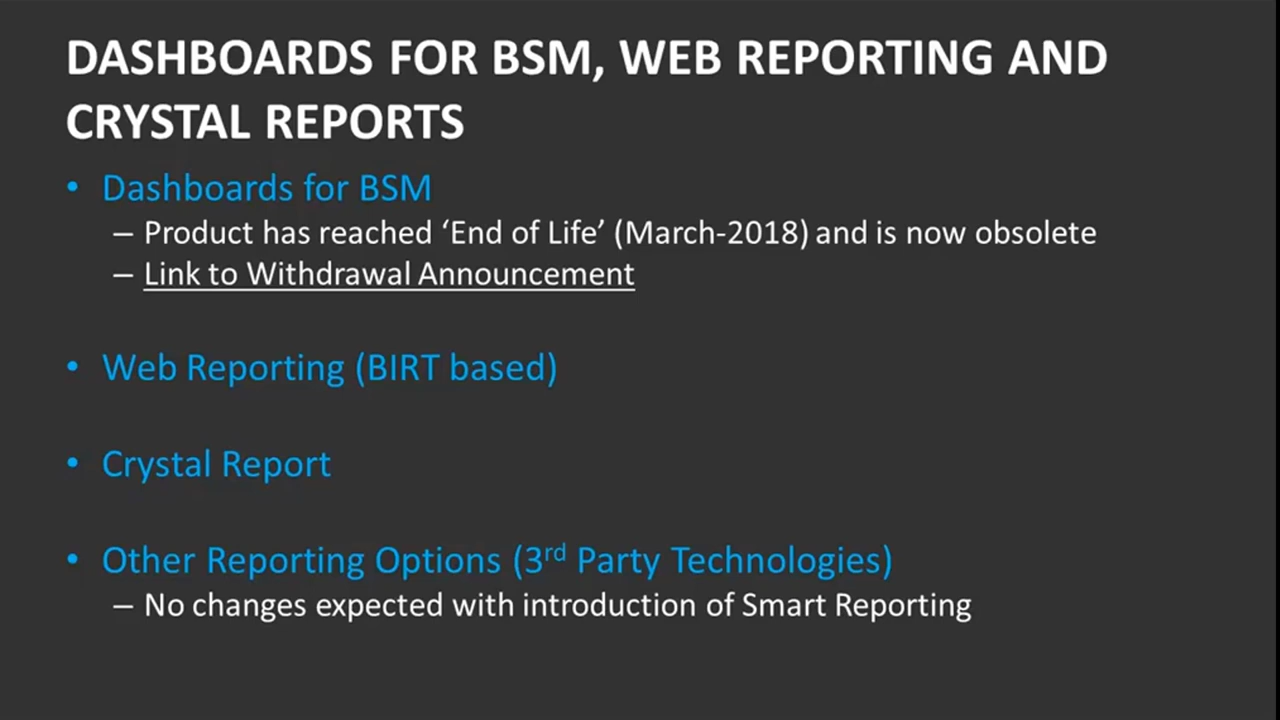 DASHBOARDS FOR BSM, WEB REPORTING AND
CRYSTAL REPORTS
• Dashboards for BSM
– Product has reached ‘End of Life’ (March-2018) and is now obsolete
– Link to Withdrawal Announcement
• Web Reporting (BIRT based)
• Crystal Report
• Other Reporting Options (3rd Party Technologies)
– No changes expected with introduction of Smart Reporting